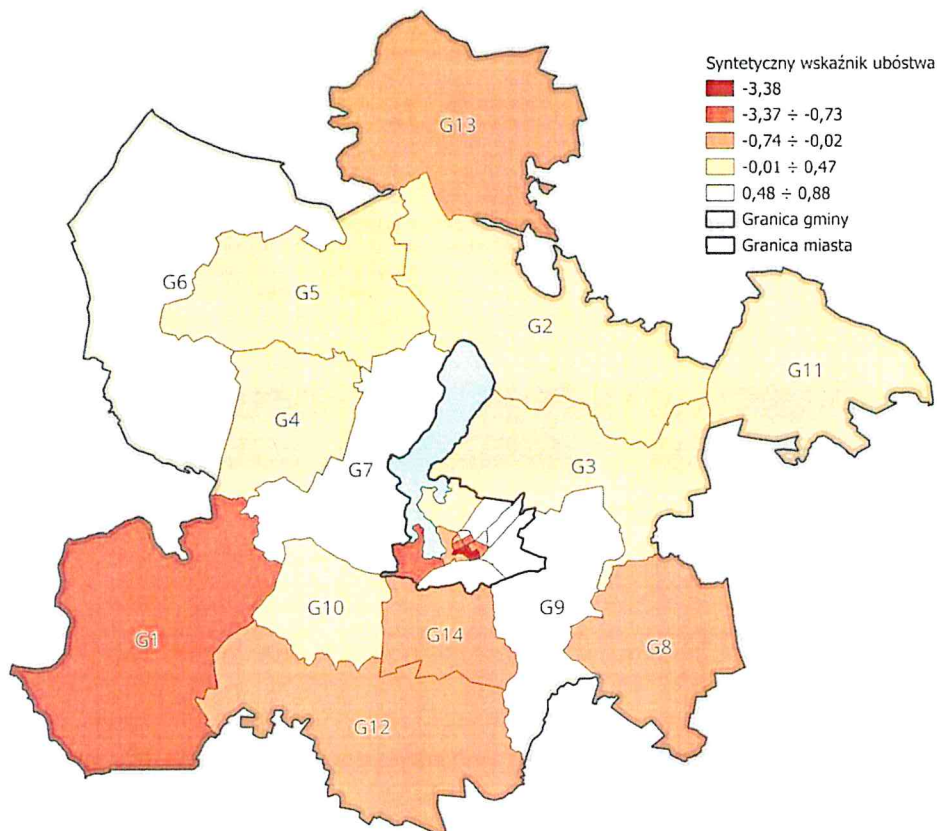 Syntetyczny wskaźnik ubóstwa
-3,38
-3,37 ÷ -0,73
-0,74 ÷ -0,02
-0,01 ÷ 0,47
0,48 ÷ 0,88
Granica gminy
Granica miasta
G13
G6
G5
G2
G11
G4
G7
G3
G10
G9
G1
G14
G8
G12